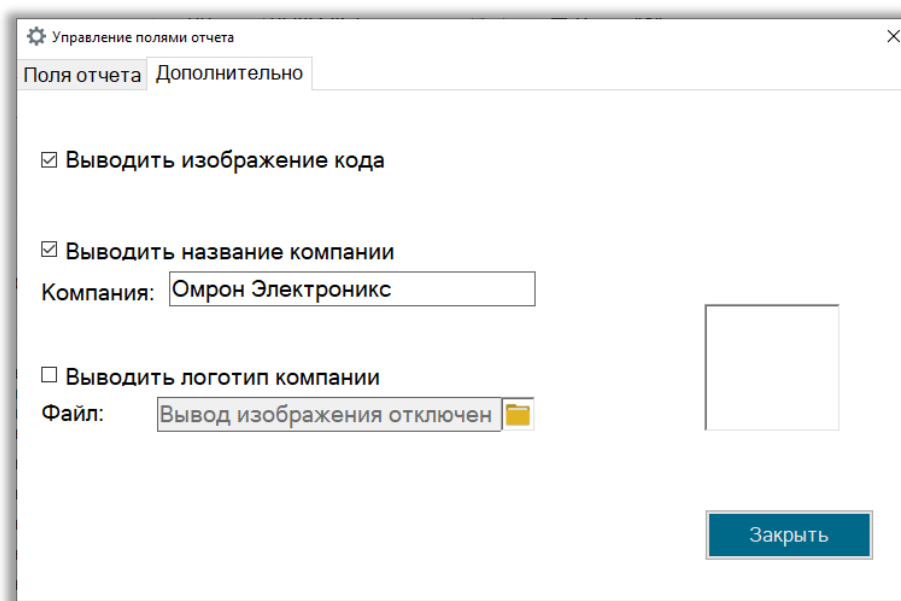 Управление полями отчета
Поля отчета Дополнительно
Выводить изображение кода
Выводить название компании
Компания: Омрон Электроникс
Выводить логотип компании
Файл: Вывод изображения отключен
Закрыть